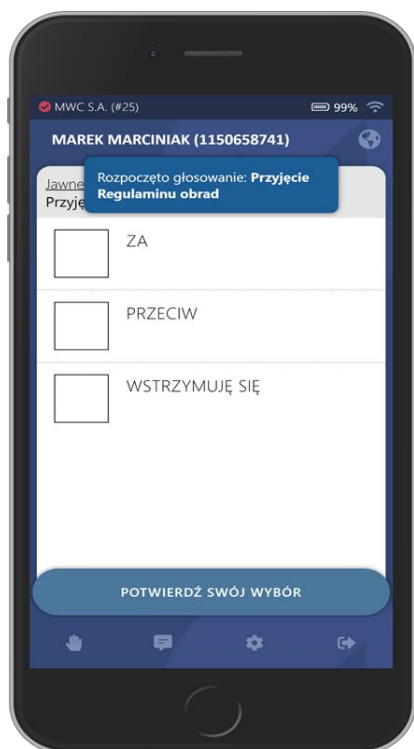 MWC S.A. (#25) 99%
MAREK MARCINIAK (1150658741)
Rozpoczęto głosowanie: Przyjęcie
Regulaminu obrad
Jawne
Przyję
ZA
PRZECIW
WSTRZYMUJĘ SIĘ
POTWIERDŹ SWÓJ WYBÓR